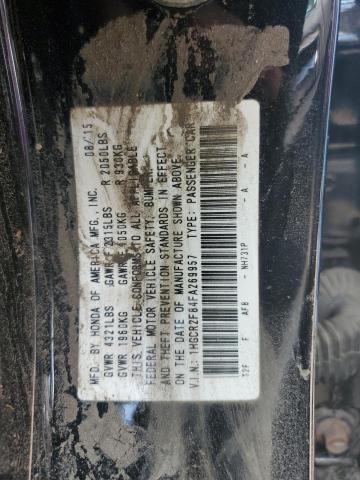 MFD. BY HONDA OF AMERICA MFG., INC. 08/15
GVWR 4321LBS GAWR F 2315LBS R 2050LBS
GVWR 1960KG GAWR F 1050KG R 930KG
THIS VEHICLE CONFORMS TO ALL APPLICABLE
FEDERAL MOTOR VEHICLE SAFETY, BUMPER,
AND THEFT PREVENTION STANDARDS IN EFFECT
ON THE DATE OF MANUFACTURE SHOWN ABOVE.
V.I.N.: 1HGCR2F84FA269957 TYPE: PASSENGER CAR
T2F F AF8 - NH731P - A - A